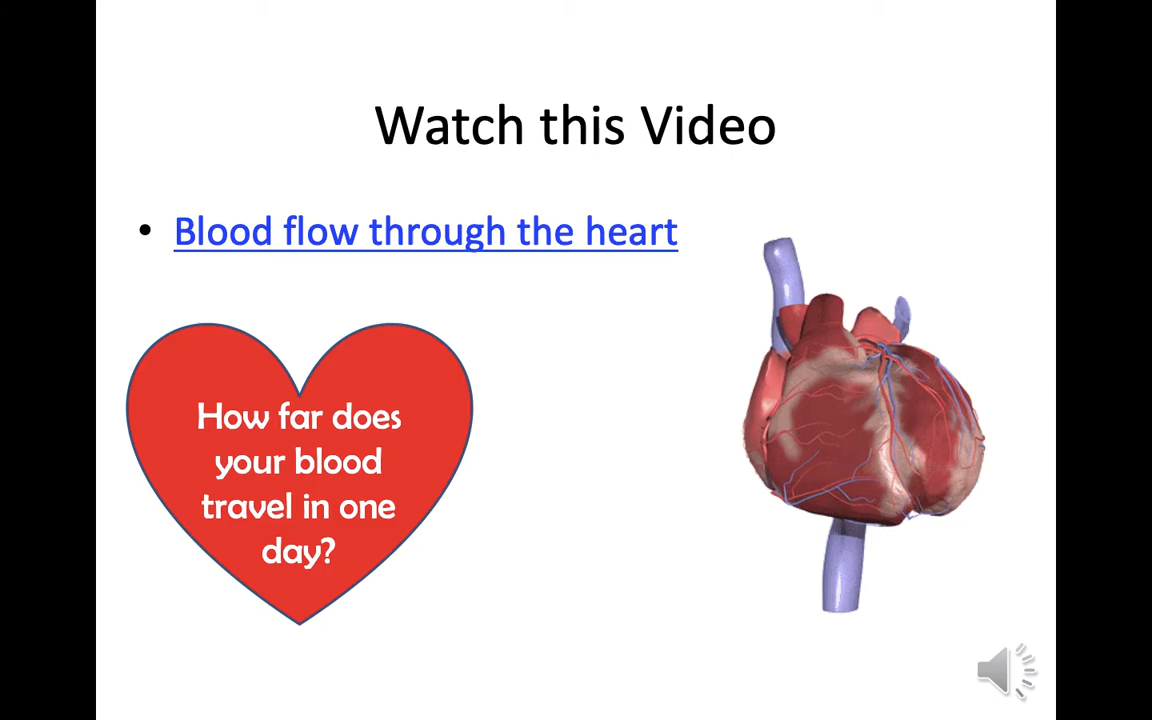 Watch this Video
• Blood flow through the heart
How far does
your blood
travel in one
day?